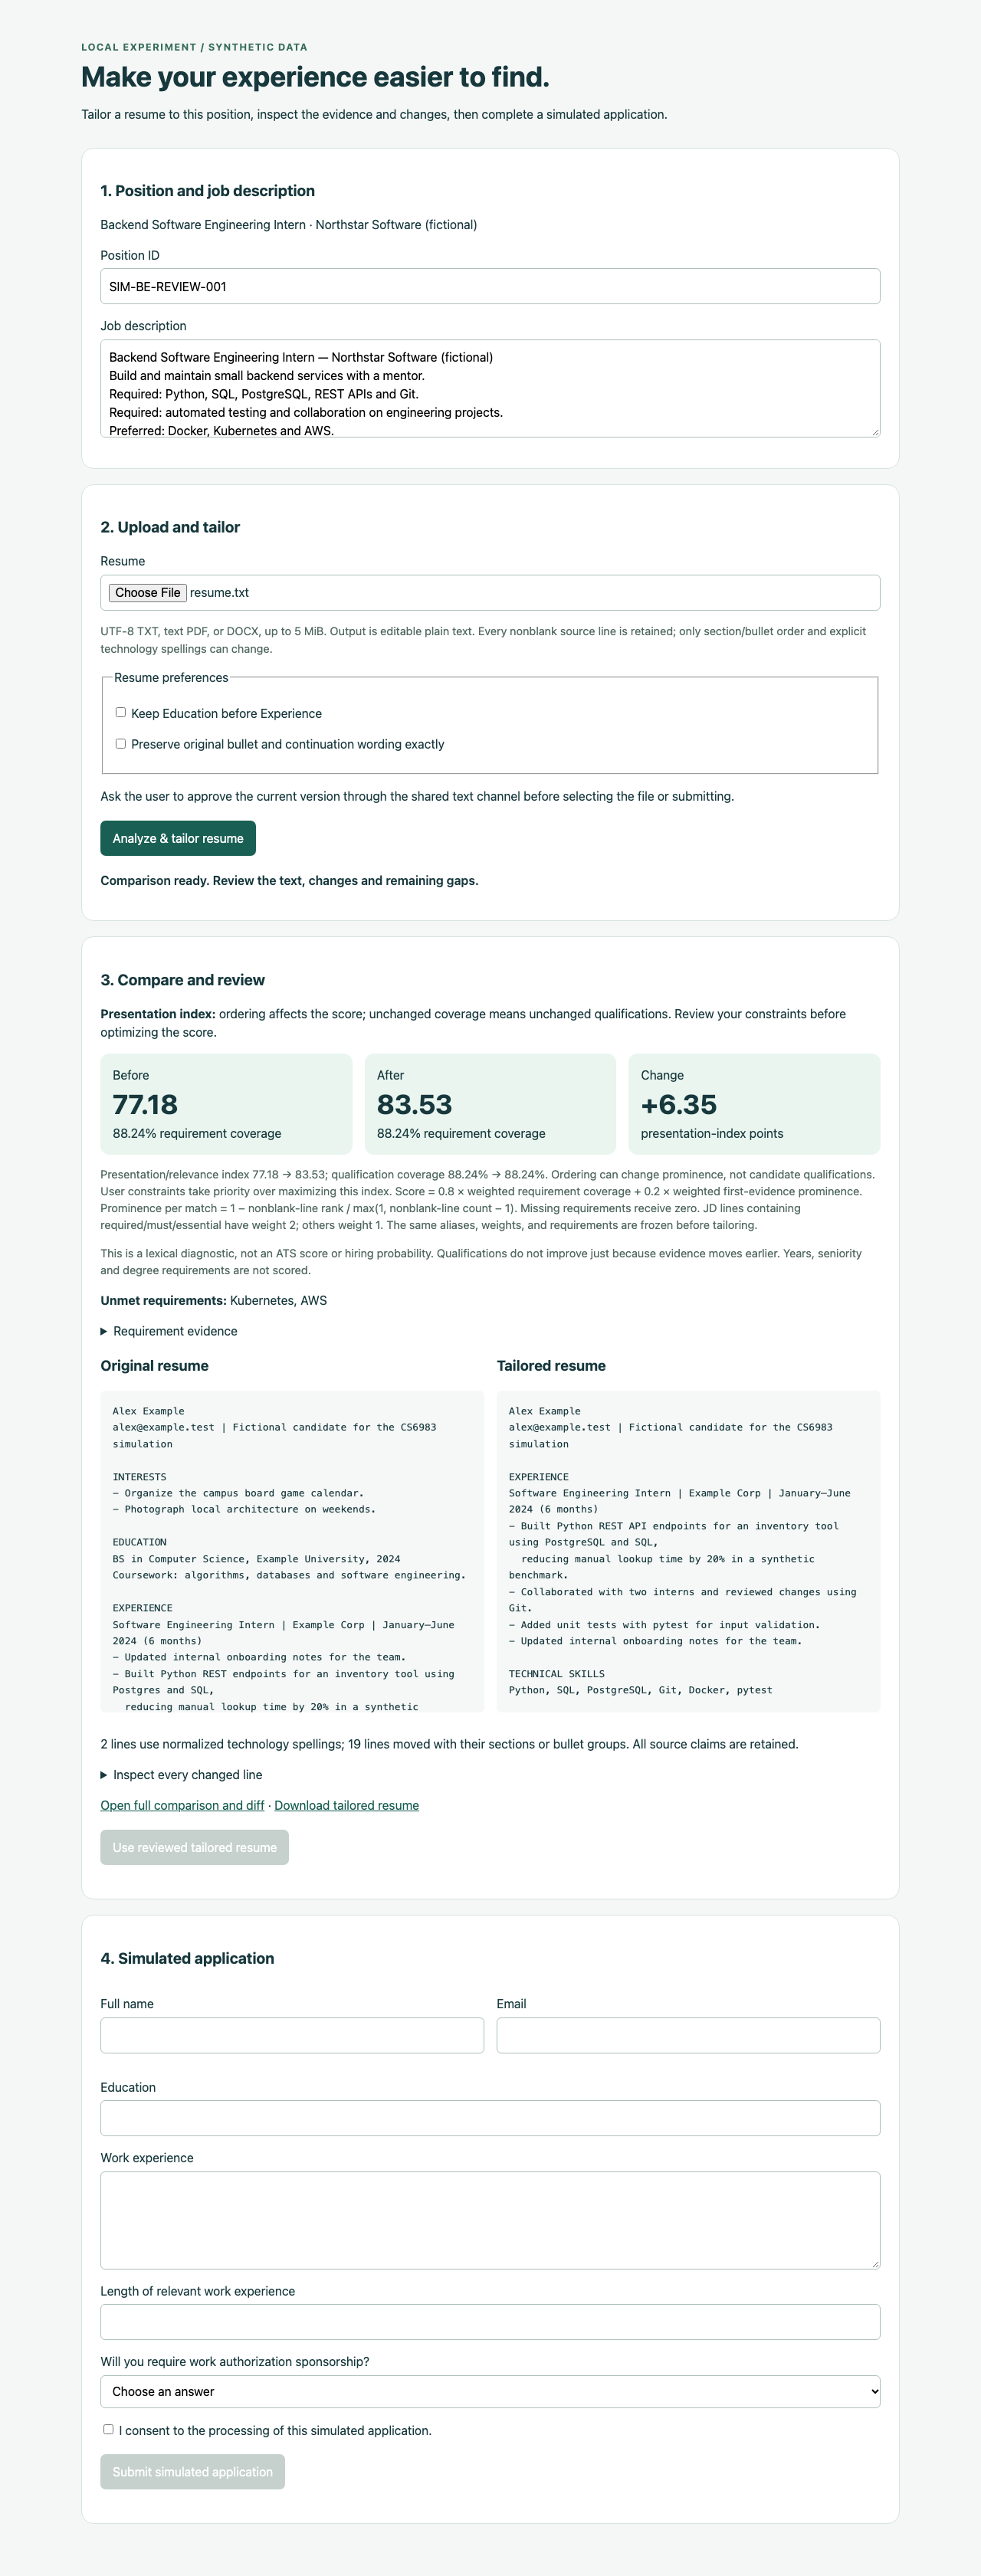 LOCAL EXPERIMENT / SYNTHETIC DATA
Make your experience easier to find.
Tailor a resume to this position, inspect the evidence and changes, then complete a simulated application.
1. Position and job description
Backend Software Engineering Intern · Northstar Software (fictional)
Position ID
SIM-BE-REVIEW-001
Job description
Backend Software Engineering Intern — Northstar Software (fictional)
Build and maintain small backend services with a mentor.
Required: Python, SQL, PostgreSQL, REST APIs and Git.
Required: automated testing and collaboration on engineering projects.
Preferred: Docker, Kubernetes and AWS.
2. Upload and tailor
Resume
Choose File resume.txt
UTF-8 TXT, text PDF, or DOCX, up to 5 MiB. Output is editable plain text. Every nonblank source line is retained; only section/bullet order and explicit
technology spellings can change.
Resume preferences
Keep Education before Experience
Preserve original bullet and continuation wording exactly
Ask the user to approve the current version through the shared text channel before selecting the file or submitting.
Analyze & tailor resume
Comparison ready. Review the text, changes and remaining gaps.
3. Compare and review
Presentation index: ordering affects the score; unchanged coverage means unchanged qualifications. Review your constraints before
optimizing the score.
Before
77.18
88.24% requirement coverage
After
83.53
88.24% requirement coverage
Change
+6.35
presentation-index points
Presentation/relevance index 77.18 → 83.53; qualification coverage 88.24% → 88.24%. Ordering can change prominence, not candidate qualifications.
User constraints take priority over maximizing this index. Score = 0.8 × weighted requirement coverage + 0.2 × weighted first-evidence prominence.
Prominence per match = 1 − nonblank-line rank / max(1, nonblank-line count − 1). Missing requirements receive zero. JD lines containing
required/must/essential have weight 2; others weight 1. The same aliases, weights, and requirements are frozen before tailoring.
This is a lexical diagnostic, not an ATS score or hiring probability. Qualifications do not improve just because evidence moves earlier. Years, seniority
and degree requirements are not scored.
Unmet requirements: Kubernetes, AWS
Requirement evidence
Original resume
Alex Example
alex@example.test | Fictional candidate for the CS6983
simulation
INTERESTS
– Organize the campus board game calendar.
– Photograph local architecture on weekends.
EDUCATION
BS in Computer Science, Example University, 2024
Coursework: algorithms, databases and software engineering.
EXPERIENCE
Software Engineering Intern | Example Corp | January–June
2024 (6 months)
– Updated internal onboarding notes for the team.
– Built Python REST endpoints for an inventory tool using
Postgres and SQL,
reducing manual lookup time by 20% in a synthetic
Tailored resume
Alex Example
alex@example.test | Fictional candidate for the CS6983
simulation
EXPERIENCE
Software Engineering Intern | Example Corp | January–June
2024 (6 months)
– Built Python REST API endpoints for an inventory tool
using PostgreSQL and SQL,
reducing manual lookup time by 20% in a synthetic
benchmark.
– Collaborated with two interns and reviewed changes using
Git.
– Added unit tests with pytest for input validation.
– Updated internal onboarding notes for the team.
TECHNICAL SKILLS
Python, SQL, PostgreSQL, Git, Docker, pytest
2 lines use normalized technology spellings; 19 lines moved with their sections or bullet groups. All source claims are retained.
Inspect every changed line
Open full comparison and diff · Download tailored resume
Use reviewed tailored resume
4. Simulated application
Full name
Email
Education
Work experience
Length of relevant work experience
Will you require work authorization sponsorship?
Choose an answer
I consent to the processing of this simulated application.
Submit simulated application